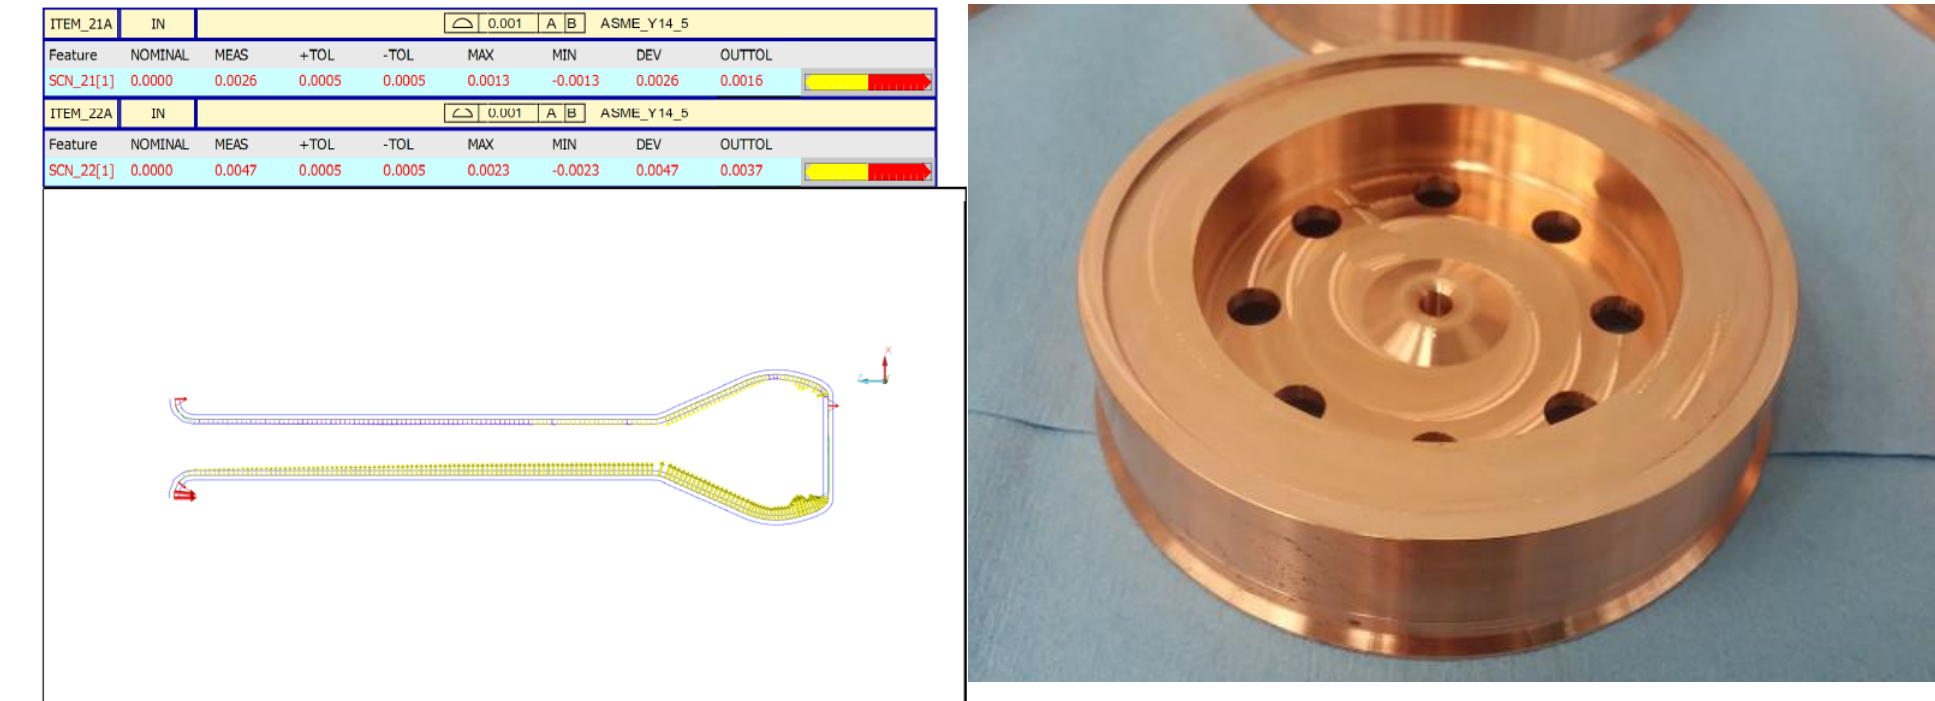 ITEM_21A IN ⌓ 0.001 A B ASME_Y14_5
Feature NOMINAL MEAS +TOL -TOL MAX MIN DEV OUTTOL
SCN_21[1] 0.0000 0.0026 0.0005 0.0005 0.0013 -0.0013 0.0026 0.0016
ITEM_22A IN ⌓ 0.001 A B ASME_Y14_5
Feature NOMINAL MEAS +TOL -TOL MAX MIN DEV OUTTOL
SCN_22[1] 0.0000 0.0047 0.0005 0.0005 0.0023 -0.0023 0.0047 0.0037
X
Z